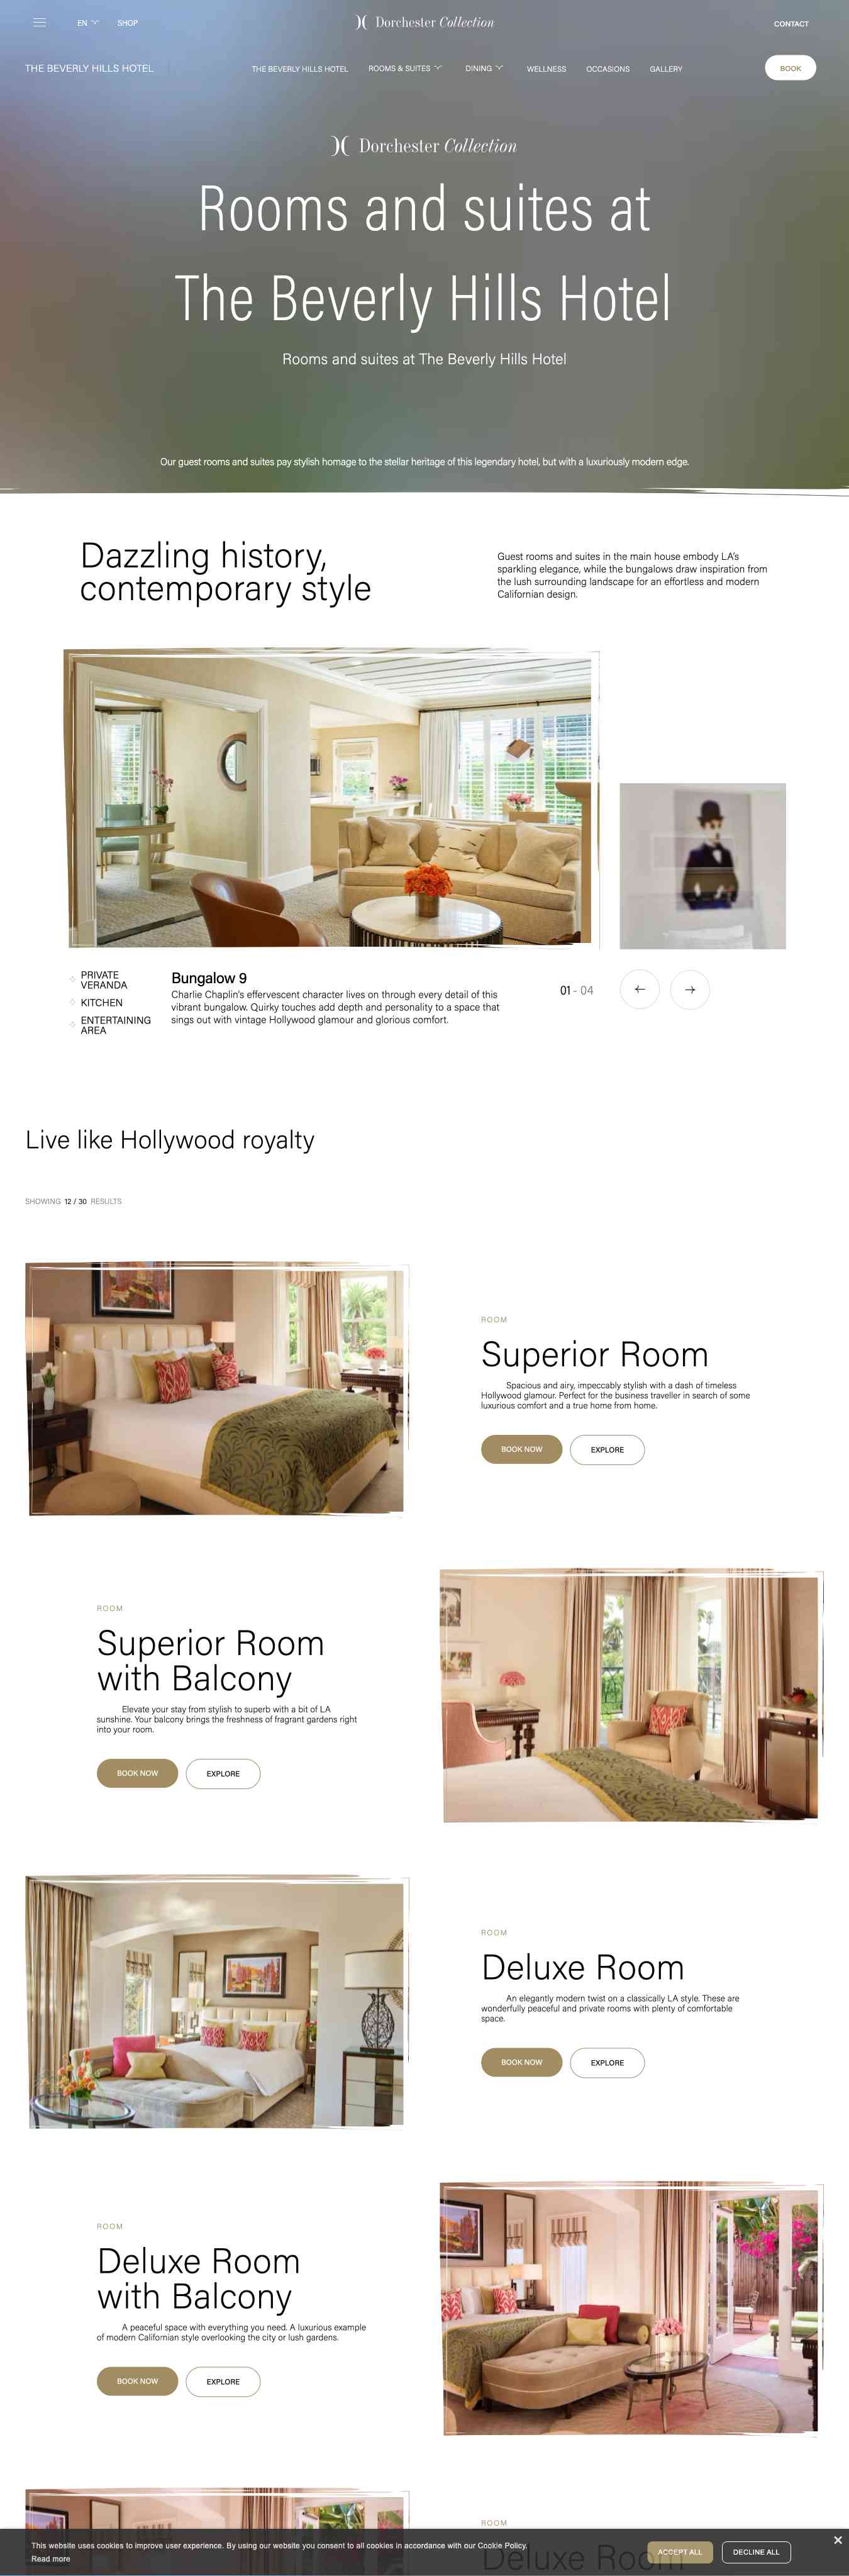 EN
SHOP
Dorchester Collection
CONTACT
THE BEVERLY HILLS HOTEL
THE BEVERLY HILLS HOTEL
ROOMS & SUITES
DINING
WELLNESS
OCCASIONS
GALLERY
BOOK
Dorchester Collection
Rooms and suites at
The Beverly Hills Hotel
Rooms and suites at The Beverly Hills Hotel
Our guest rooms and suites pay stylish homage to the stellar heritage of this legendary hotel, but with a luxuriously modern edge.
Dazzling history,
contemporary style
Guest rooms and suites in the main house embody LA's
sparkling elegance, while the bungalows draw inspiration from
the lush surrounding landscape for an effortless and modern
Californian design.
PRIVATE
VERANDA
KITCHEN
ENTERTAINING
AREA
Bungalow 9
Charlie Chaplin's effervescent character lives on through every detail of this
vibrant bungalow. Quirky touches add depth and personality to a space that
sings out with vintage Hollywood glamour and glorious comfort.
01 - 04
Live like Hollywood royalty
SHOWING 12 / 30 RESULTS
ROOM
Superior Room
Spacious and airy, impeccably stylish with a dash of timeless
Hollywood glamour. Perfect for the business traveller in search of some
luxurious comfort and a true home from home.
BOOK NOW
EXPLORE
ROOM
Superior Room
with Balcony
Elevate your stay from stylish to superb with a bit of LA
sunshine. Your balcony brings the freshness of fragrant gardens right
into your room.
BOOK NOW
EXPLORE
ROOM
Deluxe Room
An elegantly modern twist on a classically LA style. These are
wonderfully peaceful and private rooms with plenty of comfortable
space.
BOOK NOW
EXPLORE
ROOM
Deluxe Room
with Balcony
A peaceful space with everything you need. A luxurious example
of modern Californian style overlooking the city or lush gardens.
BOOK NOW
EXPLORE
ROOM
Deluxe Room
This website uses cookies to improve user experience. By using our website you consent to all cookies in accordance with our Cookie Policy.
Read more
ACCEPT ALL
DECLINE ALL